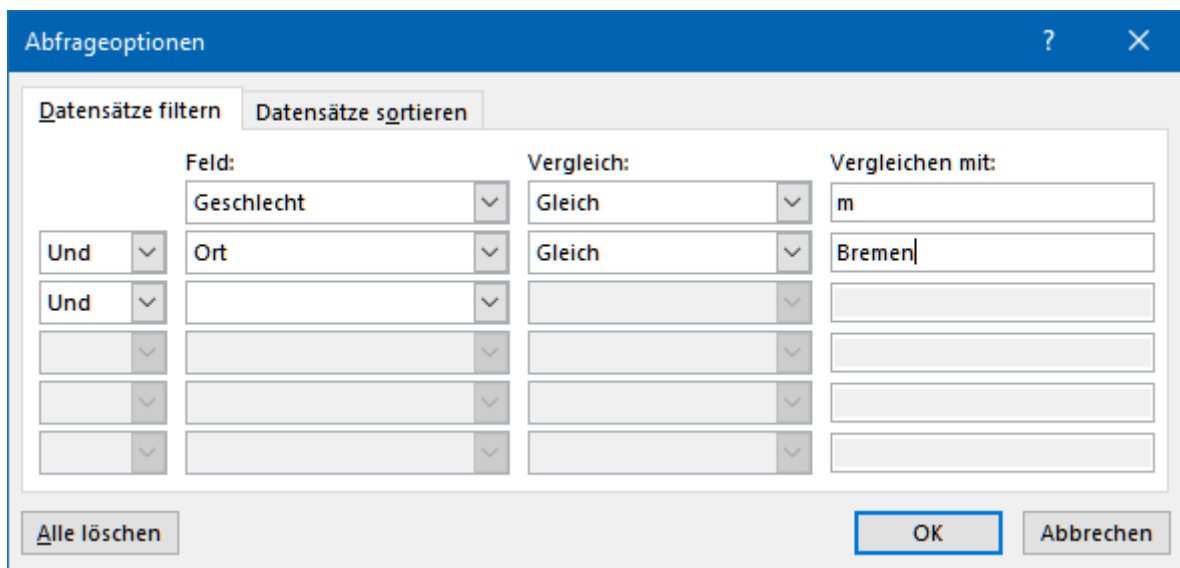 Abfrageoptionen ?
Datensätze filtern Datensätze sortieren
Feld: Vergleich: Vergleichen mit:
Geschlecht Gleich m
Und Ort Gleich Bremen
Und
Alle löschen OK Abbrechen